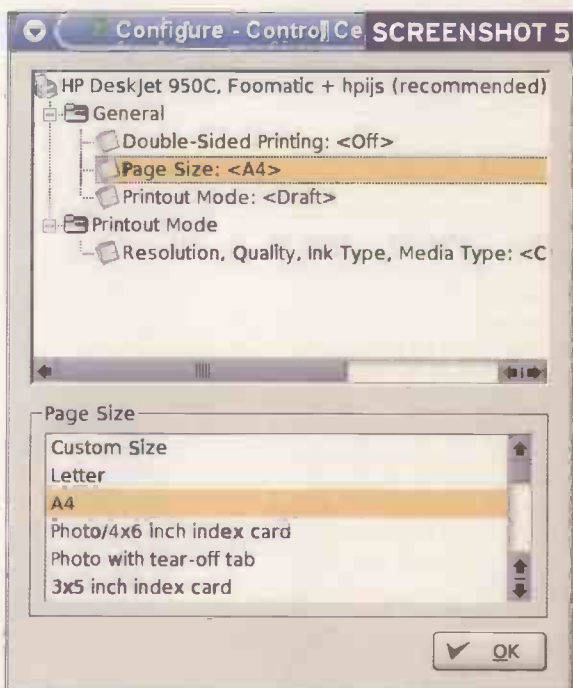 Configure - Control Ce
SCREENSHOT 5
HP DeskJet 950C, Foomatic + hpijs (recommended)
General
Double-Sided Printing: <Off>
Page Size: <A4>
Printout Mode: <Draft>
Printout Mode
Resolution, Quality, Ink Type, Media Type: <C
Page Size
Custom Size
Letter
A4
Photo/4x6 inch index card
Photo with tear-off tab
3x5 inch index card
OK